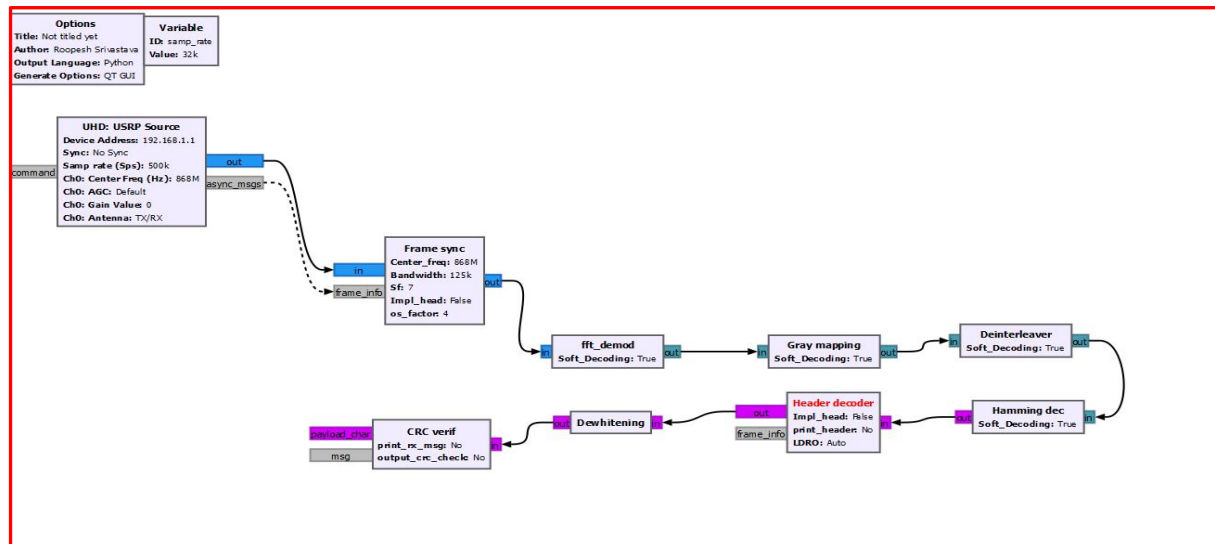 Options
Title: Not titled yet
Author: Roopesh Srivastava
Output Language: Python
Generate Options: QT GUI
Variable
ID: samp_rate
Value: 32k
UHD: USRP Source
Device Address: 192.168.1.1
Sync: No Sync
Samp rate (Sps): 500k
Ch0: Center Freq (Hz): 868M
Ch0: AGC: Default
Ch0: Gain Value: 0
Ch0: Antenna: TX/RX
command
out
async_msgs
Frame sync
Center_freq: 868M
Bandwidth: 125k
Sf: 7
Impl_head: False
os_factor: 4
in
frame_info
out
fft_demod
Soft_Decoding: True
in
out
Gray mapping
Soft_Decoding: True
in
out
Deinterleaver
Soft_Decoding: True
in
out
Hamming dec
Soft_Decoding: True
out
in
Header decoder
Impl_head: False
print_header: No
LDRO: Auto
out
frame_info
in
Dewhitening
out
in
CRC verif
print_rx_msg: No
output_crc_check: No
payload_char
msg
in